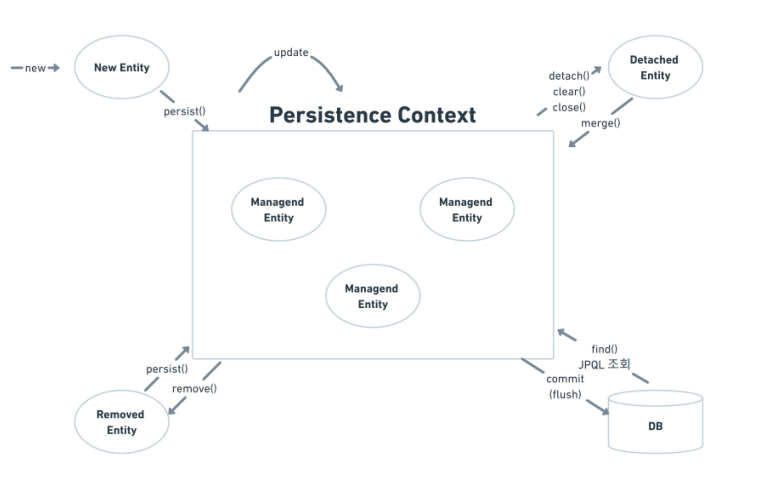 update
new
New Entity
Detached
Entity
detach()
clear()
close()
persist()
Persistence Context
merge()
Managend
Entity
Managend
Entity
Managend
Entity
find()
JPQL 조회
persist()
remove()
commit
(flush)
Removed
Entity
DB